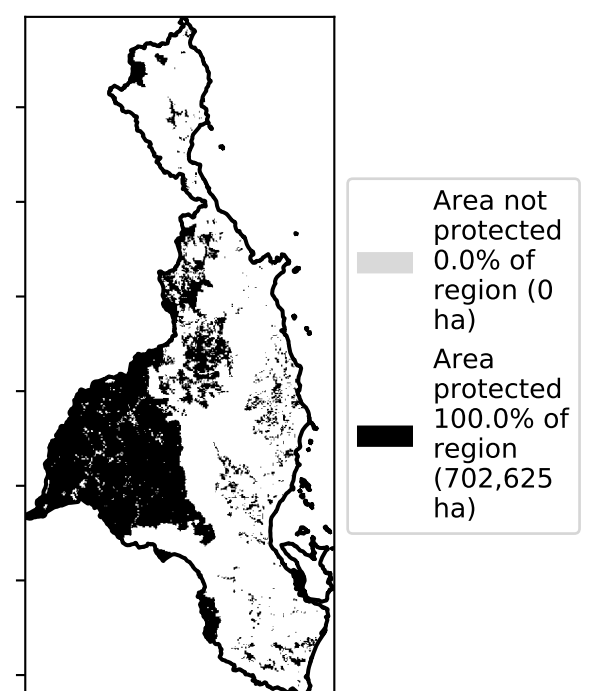 Area not
protected
0.0% of
region (0
ha)
Area
protected
100.0% of
region
(702,625
ha)